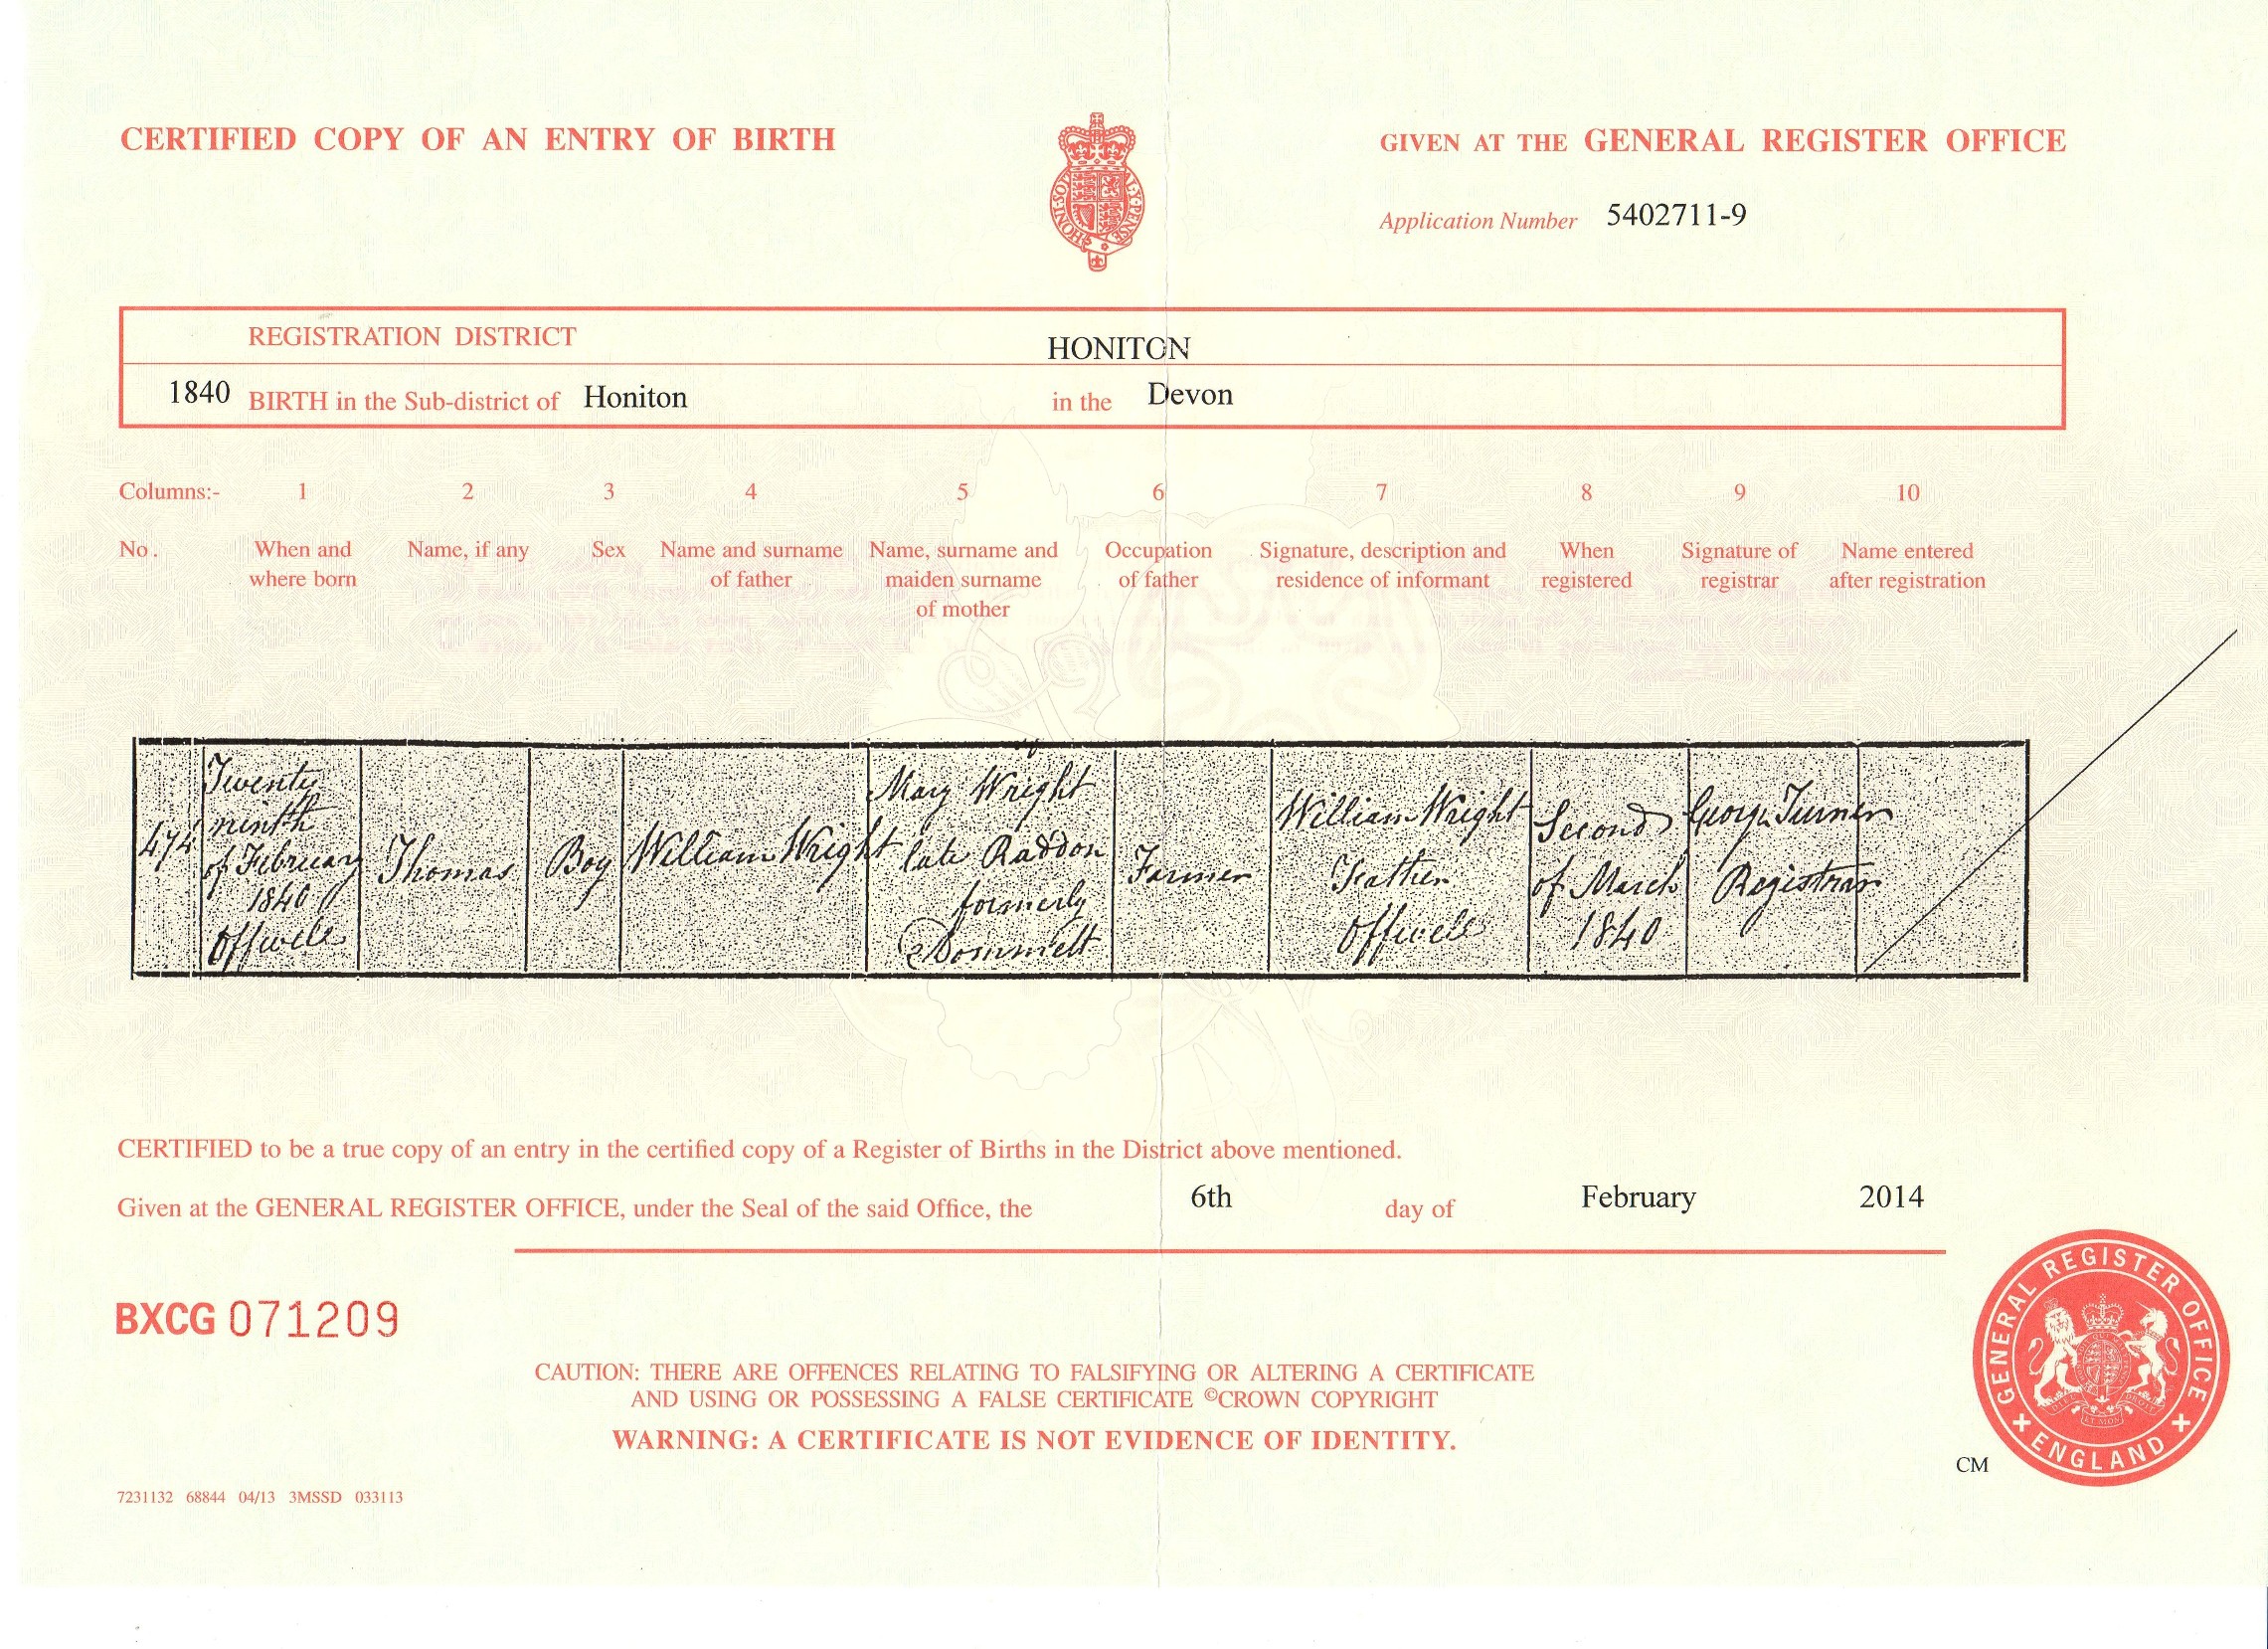 CERTIFIED COPY OF AN ENTRY OF BIRTH
GIVEN AT THE GENERAL REGISTER OFFICE
Application Number 5402711-9
REGISTRATION DISTRICT HONITON
1840 BIRTH in the Sub-district of Honiton in the Devon
Columns:- 1 2 3 4 5 6 7 8 9 10
No. When and where born
Name, if any
Sex
Name and surname of father
Name, surname and maiden surname of mother
Occupation of father
Signature, description and residence of informant
When registered
Signature of registrar
Name entered after registration
474
Twenty
ninth
of February
1840
Offwell
Thomas
Boy
William Wright
Mary Wright
late Raddon
formerly
Dommett
Farmer
William Wright
Father
Offwell
Second
of March
1840
George Turner
Registrar
CERTIFIED to be a true copy of an entry in the certified copy of a Register of Births in the District above mentioned.
Given at the GENERAL REGISTER OFFICE, under the Seal of the said Office, the 6th day of February 2014
BXCG 071209
CAUTION: THERE ARE OFFENCES RELATING TO FALSIFYING OR ALTERING A CERTIFICATE
AND USING OR POSSESSING A FALSE CERTIFICATE ©CROWN COPYRIGHT
WARNING: A CERTIFICATE IS NOT EVIDENCE OF IDENTITY.
GENERAL REGISTER OFFICE
ENGLAND
CM
7231132 68844 04/13 3MSSD 033113